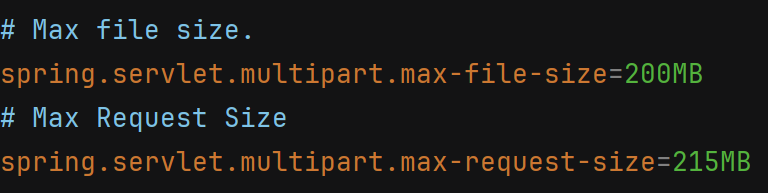 # Max file size.
spring.servlet.multipart.max-file-size=200MB
# Max Request Size
spring.servlet.multipart.max-request-size=215MB